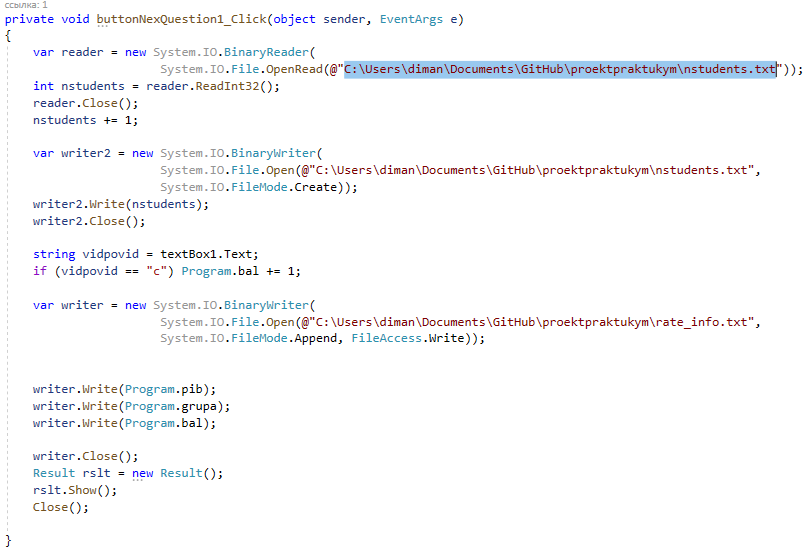 ссылка: 1
private void buttonNexQuestion1_Click(object sender, EventArgs e)
{
    var reader = new System.IO.BinaryReader(
                     System.IO.File.OpenRead(@"C:\Users\diman\Documents\GitHub\proektpraktukym\nstudents.txt"));
    int nstudents = reader.ReadInt32();
    reader.Close();
    nstudents += 1;

    var writer2 = new System.IO.BinaryWriter(
                     System.IO.File.Open(@"C:\Users\diman\Documents\GitHub\proektpraktukym\nstudents.txt",
                     System.IO.FileMode.Create));
    writer2.Write(nstudents);
    writer2.Close();

    string vidpovid = textBox1.Text;
    if (vidpovid == "c") Program.bal += 1;

    var writer = new System.IO.BinaryWriter(
                     System.IO.File.Open(@"C:\Users\diman\Documents\GitHub\proektpraktukym\rate_info.txt",
                     System.IO.FileMode.Append, FileAccess.Write));

    writer.Write(Program.pib);
    writer.Write(Program.grupa);
    writer.Write(Program.bal);

    writer.Close();
    Result rslt = new Result();
    rslt.Show();
    Close();

}